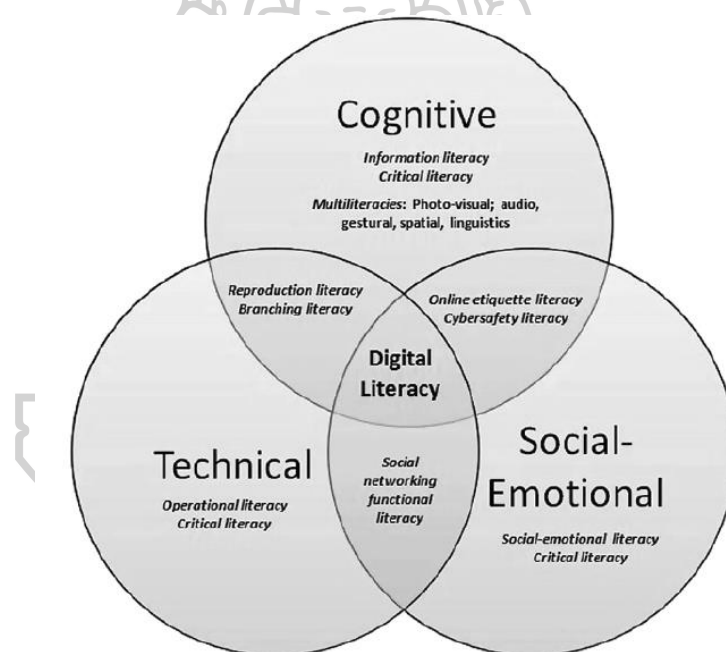 Cognitive
Information literacy
Critical literacy
Multiliteracies: Photo-visual; audio,
gestural, spatial, linguistics
Reproduction literacy
Branching literacy
Online etiquette literacy
Cybersafety literacy
Digital
Literacy
Technical
Operational literacy
Critical literacy
Social
networking
functional
literacy
Social-
Emotional
Social-emotional literacy
Critical literacy